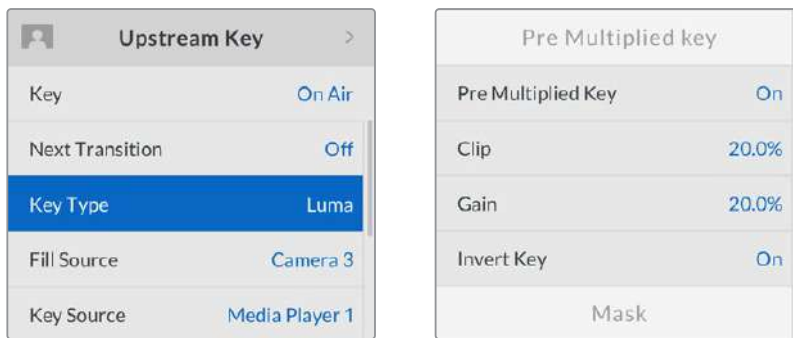 Upstream Key >
Key On Air
Next Transition Off
Key Type Luma
Fill Source Camera 3
Key Source Media Player 1
Pre Multiplied key
Pre Multiplied Key On
Clip 20.0%
Gain 20.0%
Invert Key On
Mask